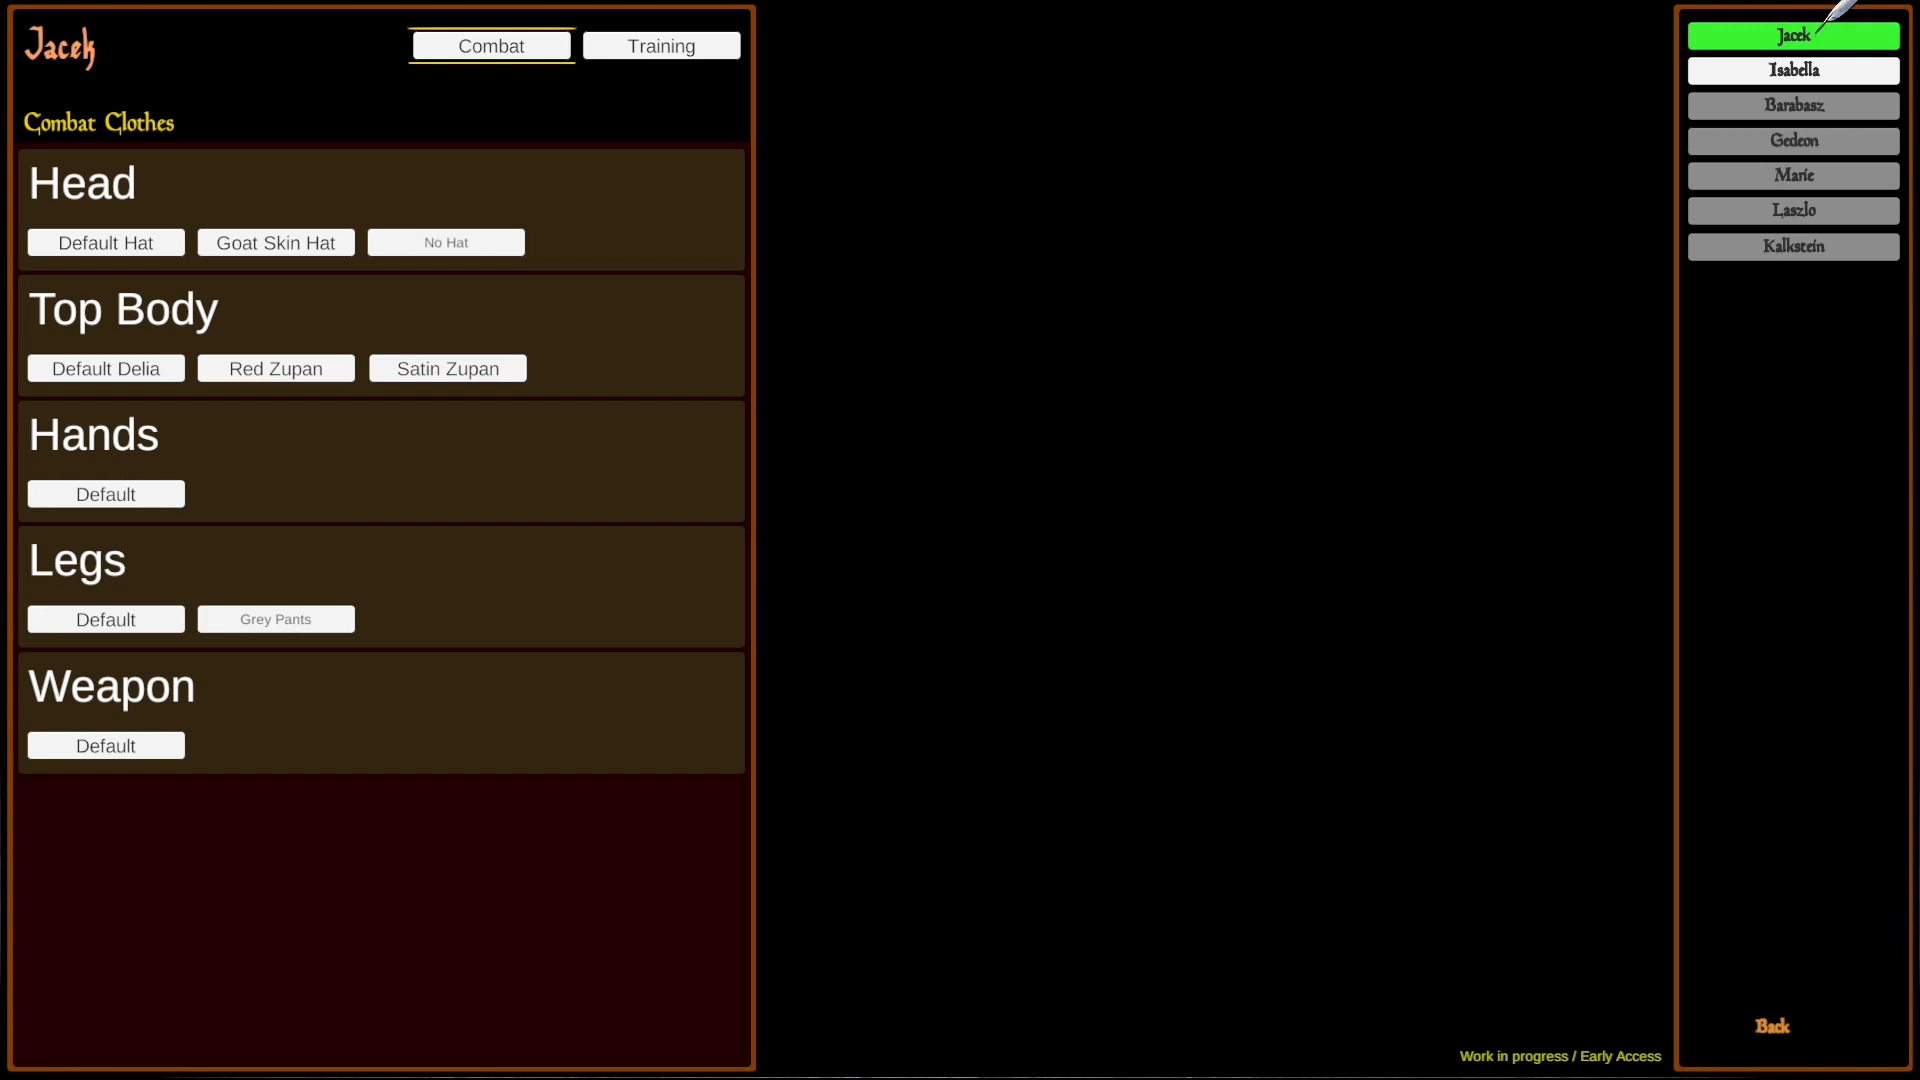 Jacek
Combat
Training
Combat Clothes
Head
Default Hat
Goat Skin Hat
No Hat
Top Body
Default Delia
Red Zupan
Satin Zupan
Hands
Default
Legs
Default
Grey Pants
Weapon
Default
Jacek
Isabella
Barabasz
Gedeon
Marie
Laszlo
Kalkstein
Back
Work in progress / Early Access